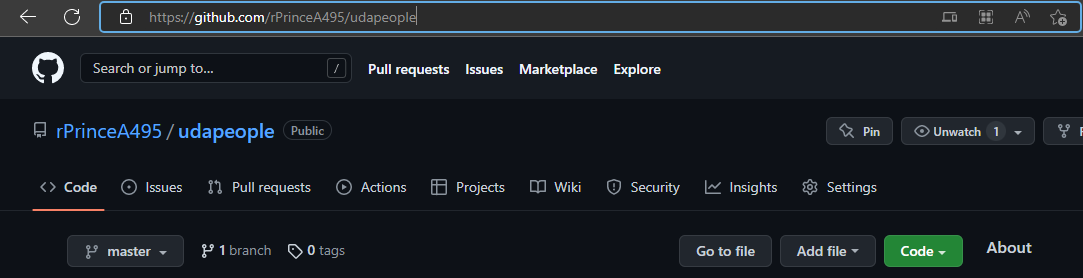 https://github.com/rPrinceA495/udapeople
Search or jump to... / Pull requests Issues Marketplace Explore
rPrinceA495 / udapeople Public Pin Unwatch 1
Code Issues Pull requests Actions Projects Wiki Security Insights Settings
master 1 branch 0 tags Go to file Add file Code About